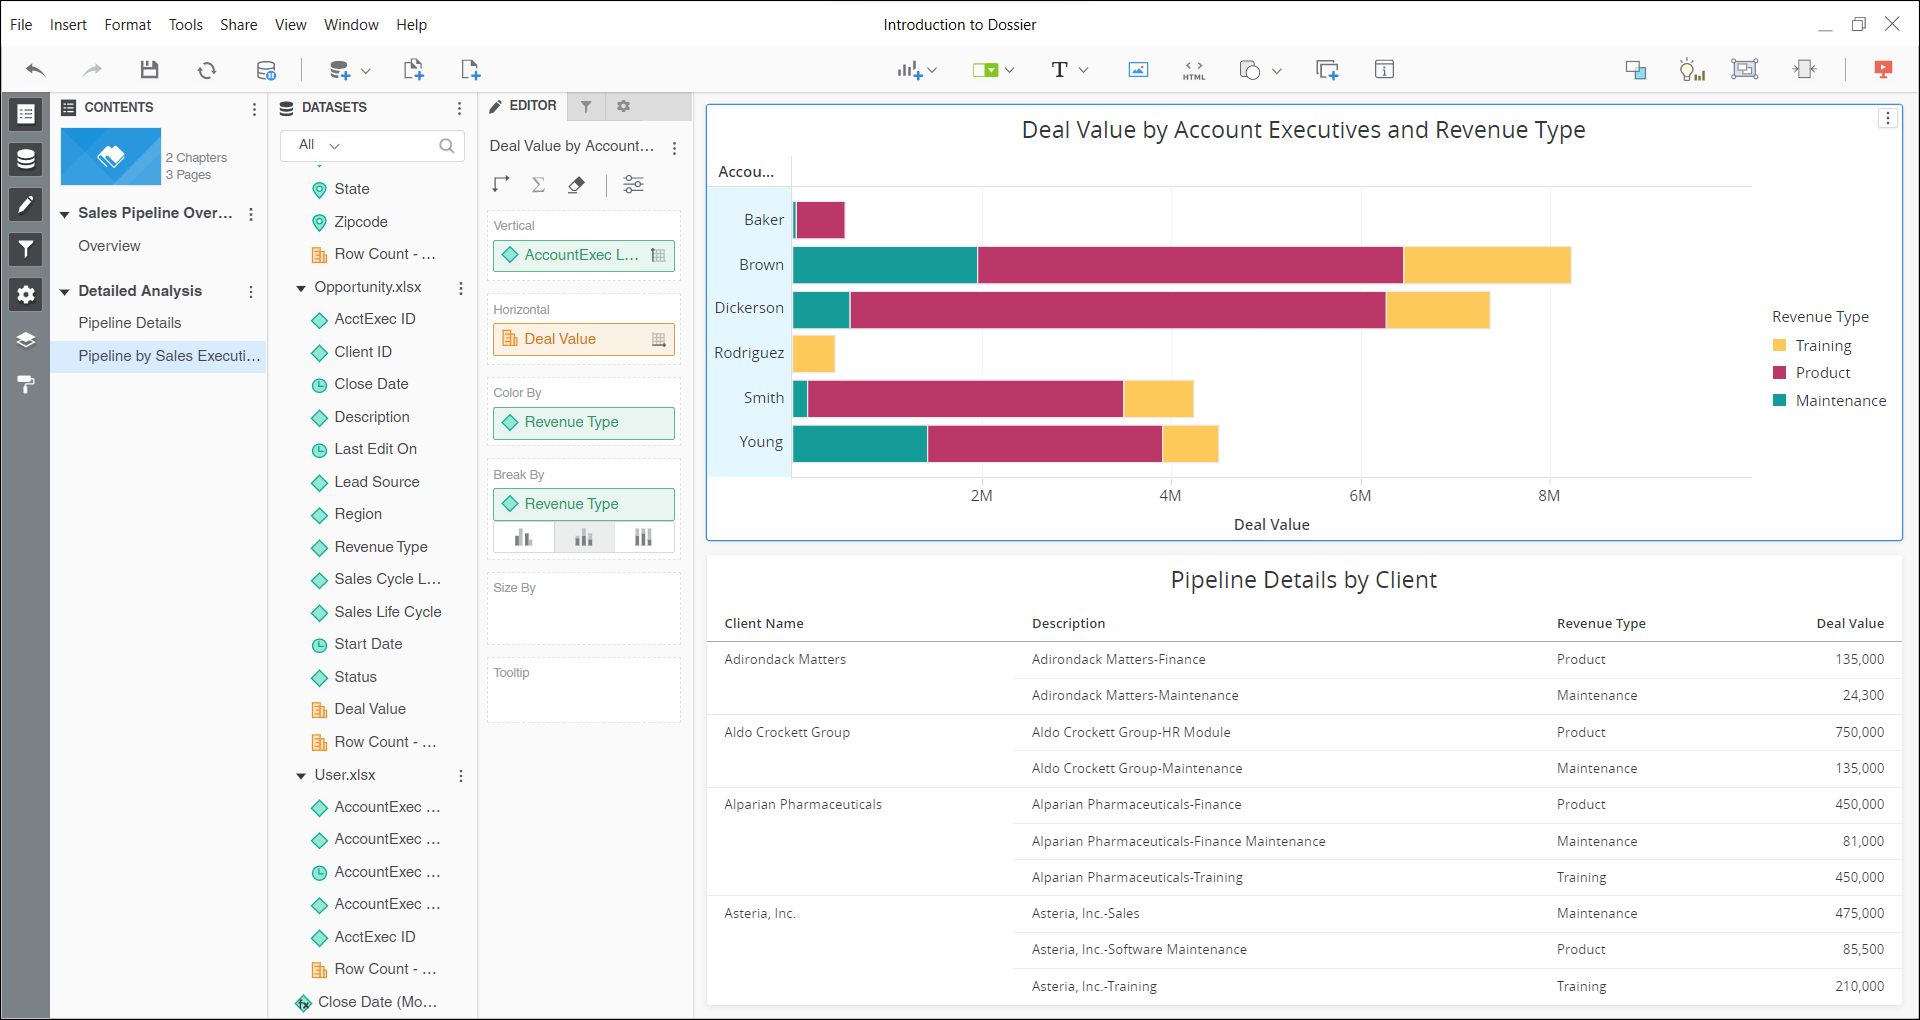 File Insert Format Tools Share View Window Help
Introduction to Dossier
HTML
CONTENTS
2 Chapters
3 Pages
Sales Pipeline Over...
Overview
Detailed Analysis
Pipeline Details
Pipeline by Sales Executi...
DATASETS
All
State
Zipcode
Row Count - ...
Opportunity.xlsx
AcctExec ID
Client ID
Close Date
Description
Last Edit On
Lead Source
Region
Revenue Type
Sales Cycle L...
Sales Life Cycle
Start Date
Status
Deal Value
Row Count - ...
User.xlsx
AccountExec ...
AccountExec ...
AccountExec ...
AccountExec ...
AcctExec ID
Row Count - ...
fx Close Date (Mo...
EDITOR
Deal Value by Account...
Vertical
AccountExec L...
Horizontal
Deal Value
Color By
Revenue Type
Break By
Revenue Type
Size By
Tooltip
Deal Value by Account Executives and Revenue Type
Accou...
Baker
Brown
Dickerson
Rodriguez
Smith
Young
2M 4M 6M 8M
Deal Value
Revenue Type
Training
Product
Maintenance
Pipeline Details by Client
Client Name Description Revenue Type Deal Value
Adirondack Matters Adirondack Matters-Finance Product 135,000
Adirondack Matters-Maintenance Maintenance 24,300
Aldo Crockett Group Aldo Crockett Group-HR Module Product 750,000
Aldo Crockett Group-Maintenance Maintenance 135,000
Alparian Pharmaceuticals Alparian Pharmaceuticals-Finance Product 450,000
Alparian Pharmaceuticals-Finance Maintenance Maintenance 81,000
Alparian Pharmaceuticals-Training Training 450,000
Asteria, Inc. Asteria, Inc.-Sales Maintenance 475,000
Asteria, Inc.-Software Maintenance Product 85,500
Asteria, Inc.-Training Training 210,000